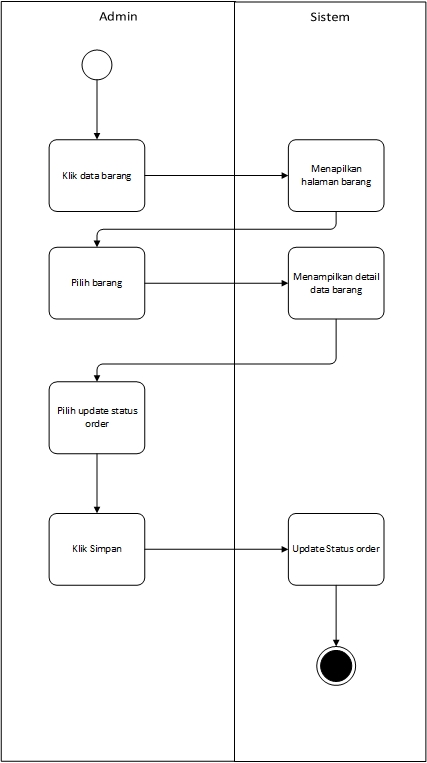 Admin
Sistem
Klik data barang
Menapilkan
halaman barang
Pilih barang
Menampilkan detail
data barang
Pilih update status
order
Klik Simpan
Update Status order